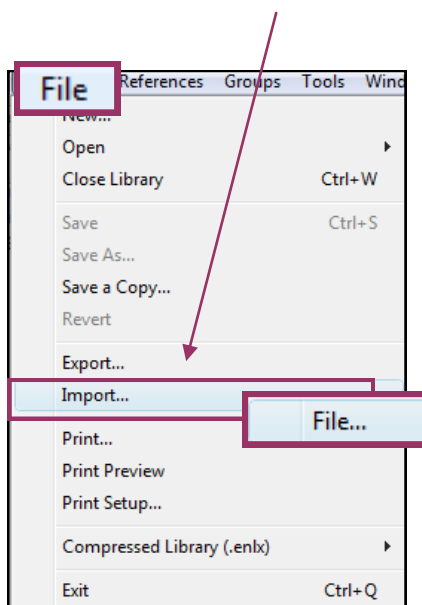 File References Groups Tools Wind
New...
Open
Close Library Ctrl+W
Save Ctrl+S
Save As...
Save a Copy...
Revert
Export...
Import...
File...
Print...
Print Preview
Print Setup...
Compressed Library (.enlx)
Exit Ctrl+Q